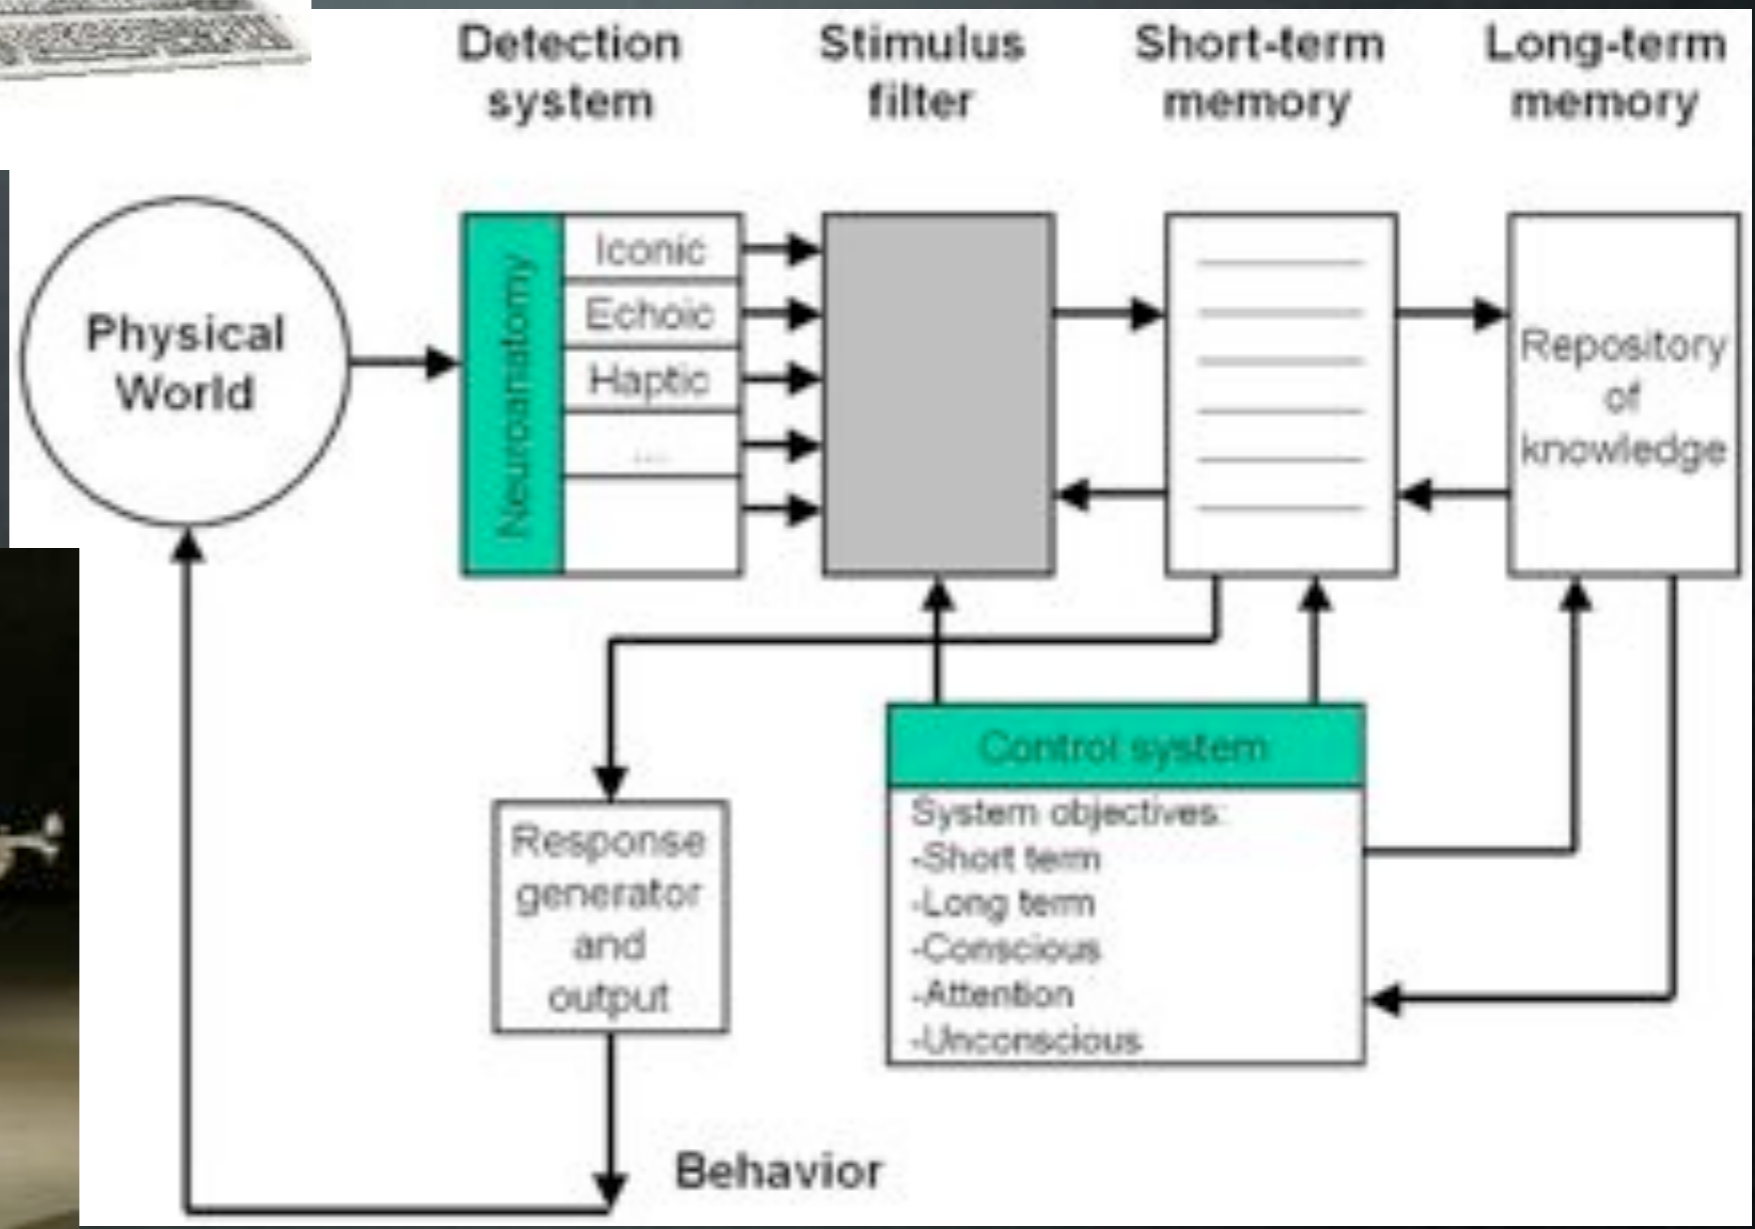 Detection
system
Stimulus
filter
Short-term
memory
Long-term
memory
Physical
World
Neuroanatomy
Iconic
Echoic
Haptic
....
Repository
of
knowledge
Control system
System objectives:
-Short term
-Long term
-Conscious
-Attention
-Unconscious
Response
generator
and
output
Behavior